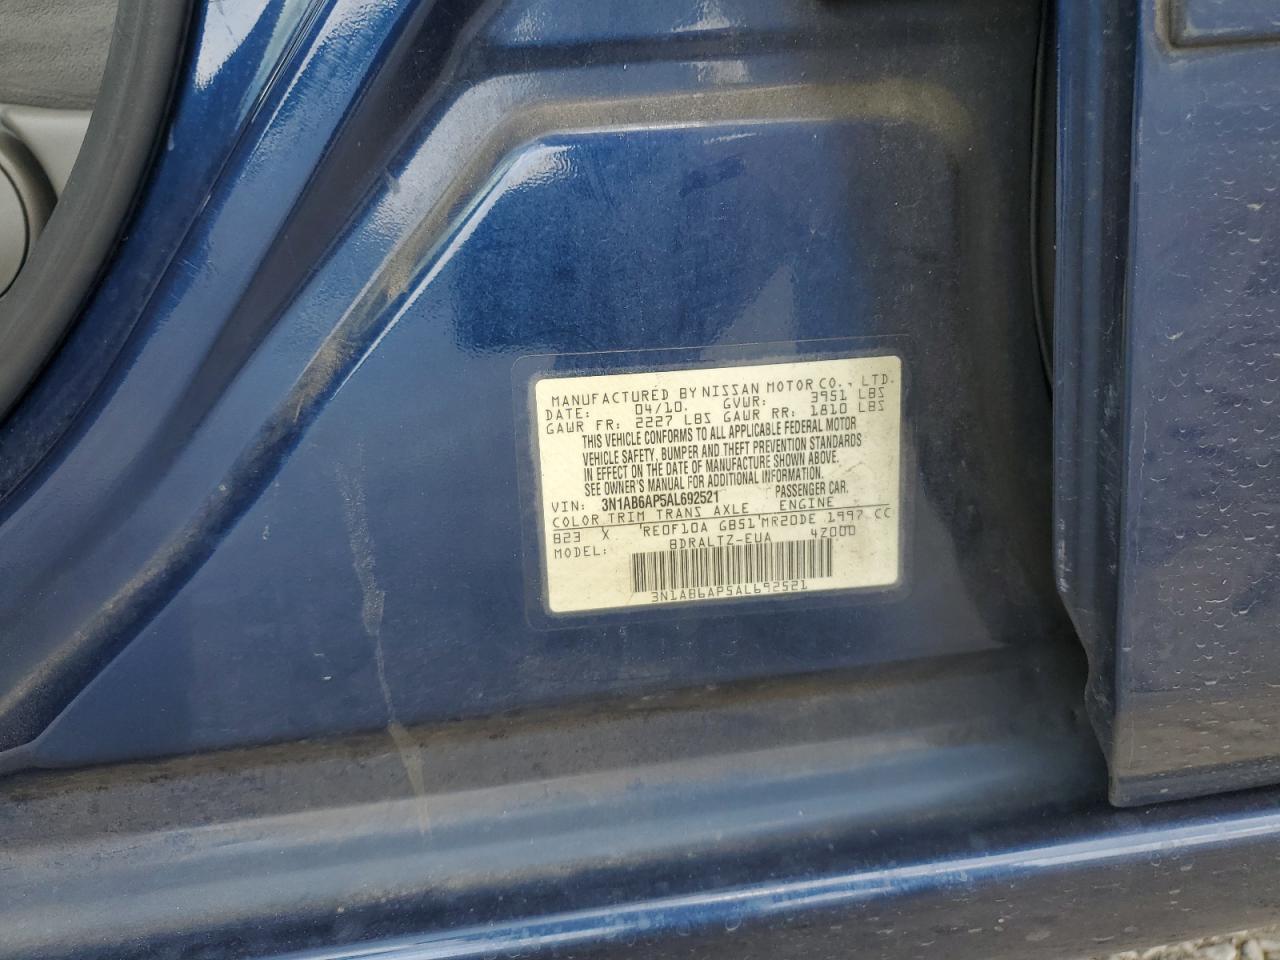 MANUFACTURED BY NISSAN MOTOR CO., LTD.
DATE: 04/10. GVWR: 3951 LBS
GAWR FR: 2227 LBS GAWR RR: 1810 LBS
THIS VEHICLE CONFORMS TO ALL APPLICABLE FEDERAL MOTOR
VEHICLE SAFETY, BUMPER AND THEFT PREVENTION STANDARDS
IN EFFECT ON THE DATE OF MANUFACTURE SHOWN ABOVE.
SEE OWNER'S MANUAL FOR ADDITIONAL INFORMATION.
VIN: 3N1AB6AP5AL692521 PASSENGER CAR.
COLOR TRIM TRANS AXLE ENGINE
B23 X RE0F10A GB51 MR20DE 1997 CC
MODEL: BDRALTZ-EUA 42000
3N1AB6AP5AL692521